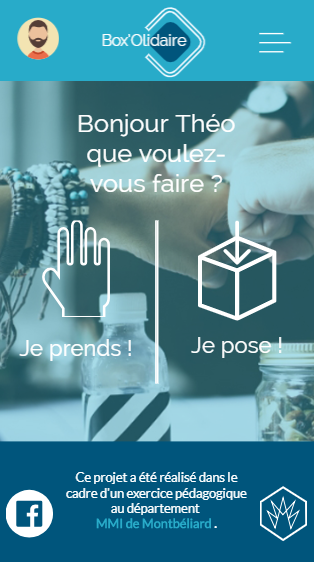 Box'Olidaire
Bonjour Théo
que voulez-
vous faire ?
Je prends !
Je pose !
Ce projet a été réalisé dans le
cadre d'un exercice pédagogique
au département
MMI de Montbéliard .